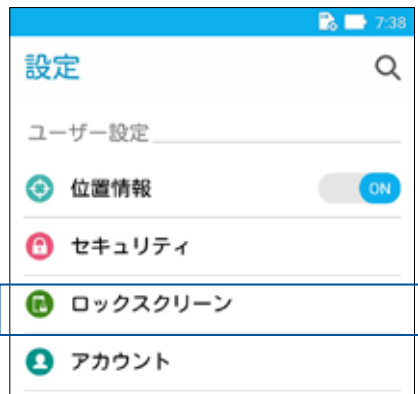 7:38
設定
ユーザー設定
位置情報
ON
セキュリティ
ロックスクリーン
アカウント